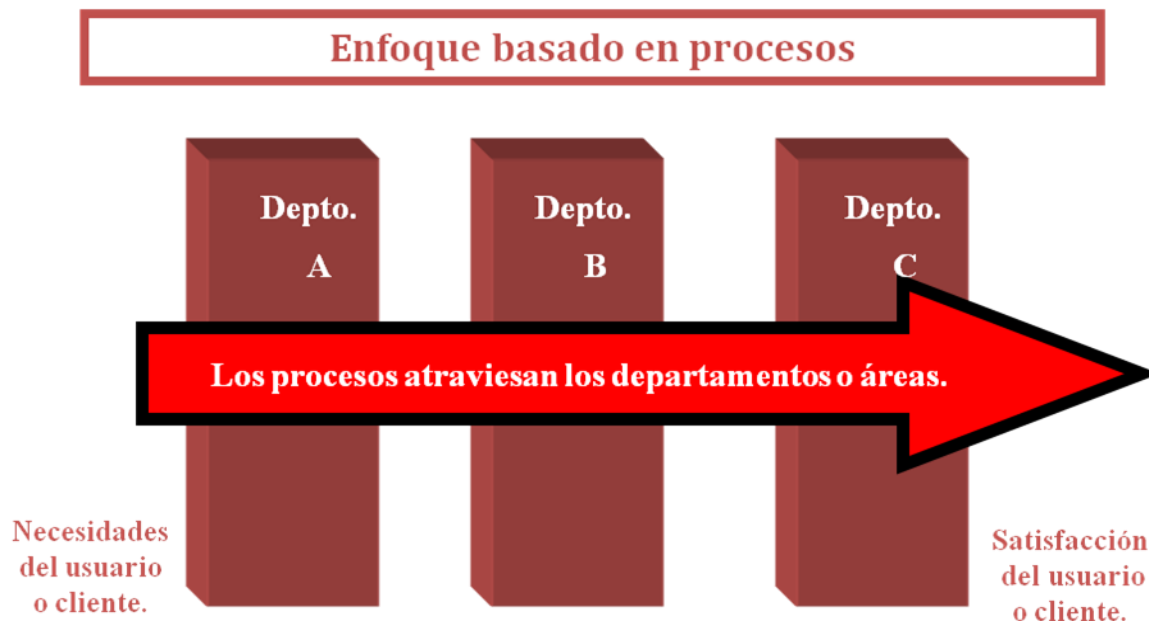 Enfoque basado en procesos
Depto.
A
Depto.
B
Depto.
C
Los procesos atraviesan los departamentos o áreas.
Necesidades
del usuario
o cliente.
Satisfacción
del usuario
o cliente.